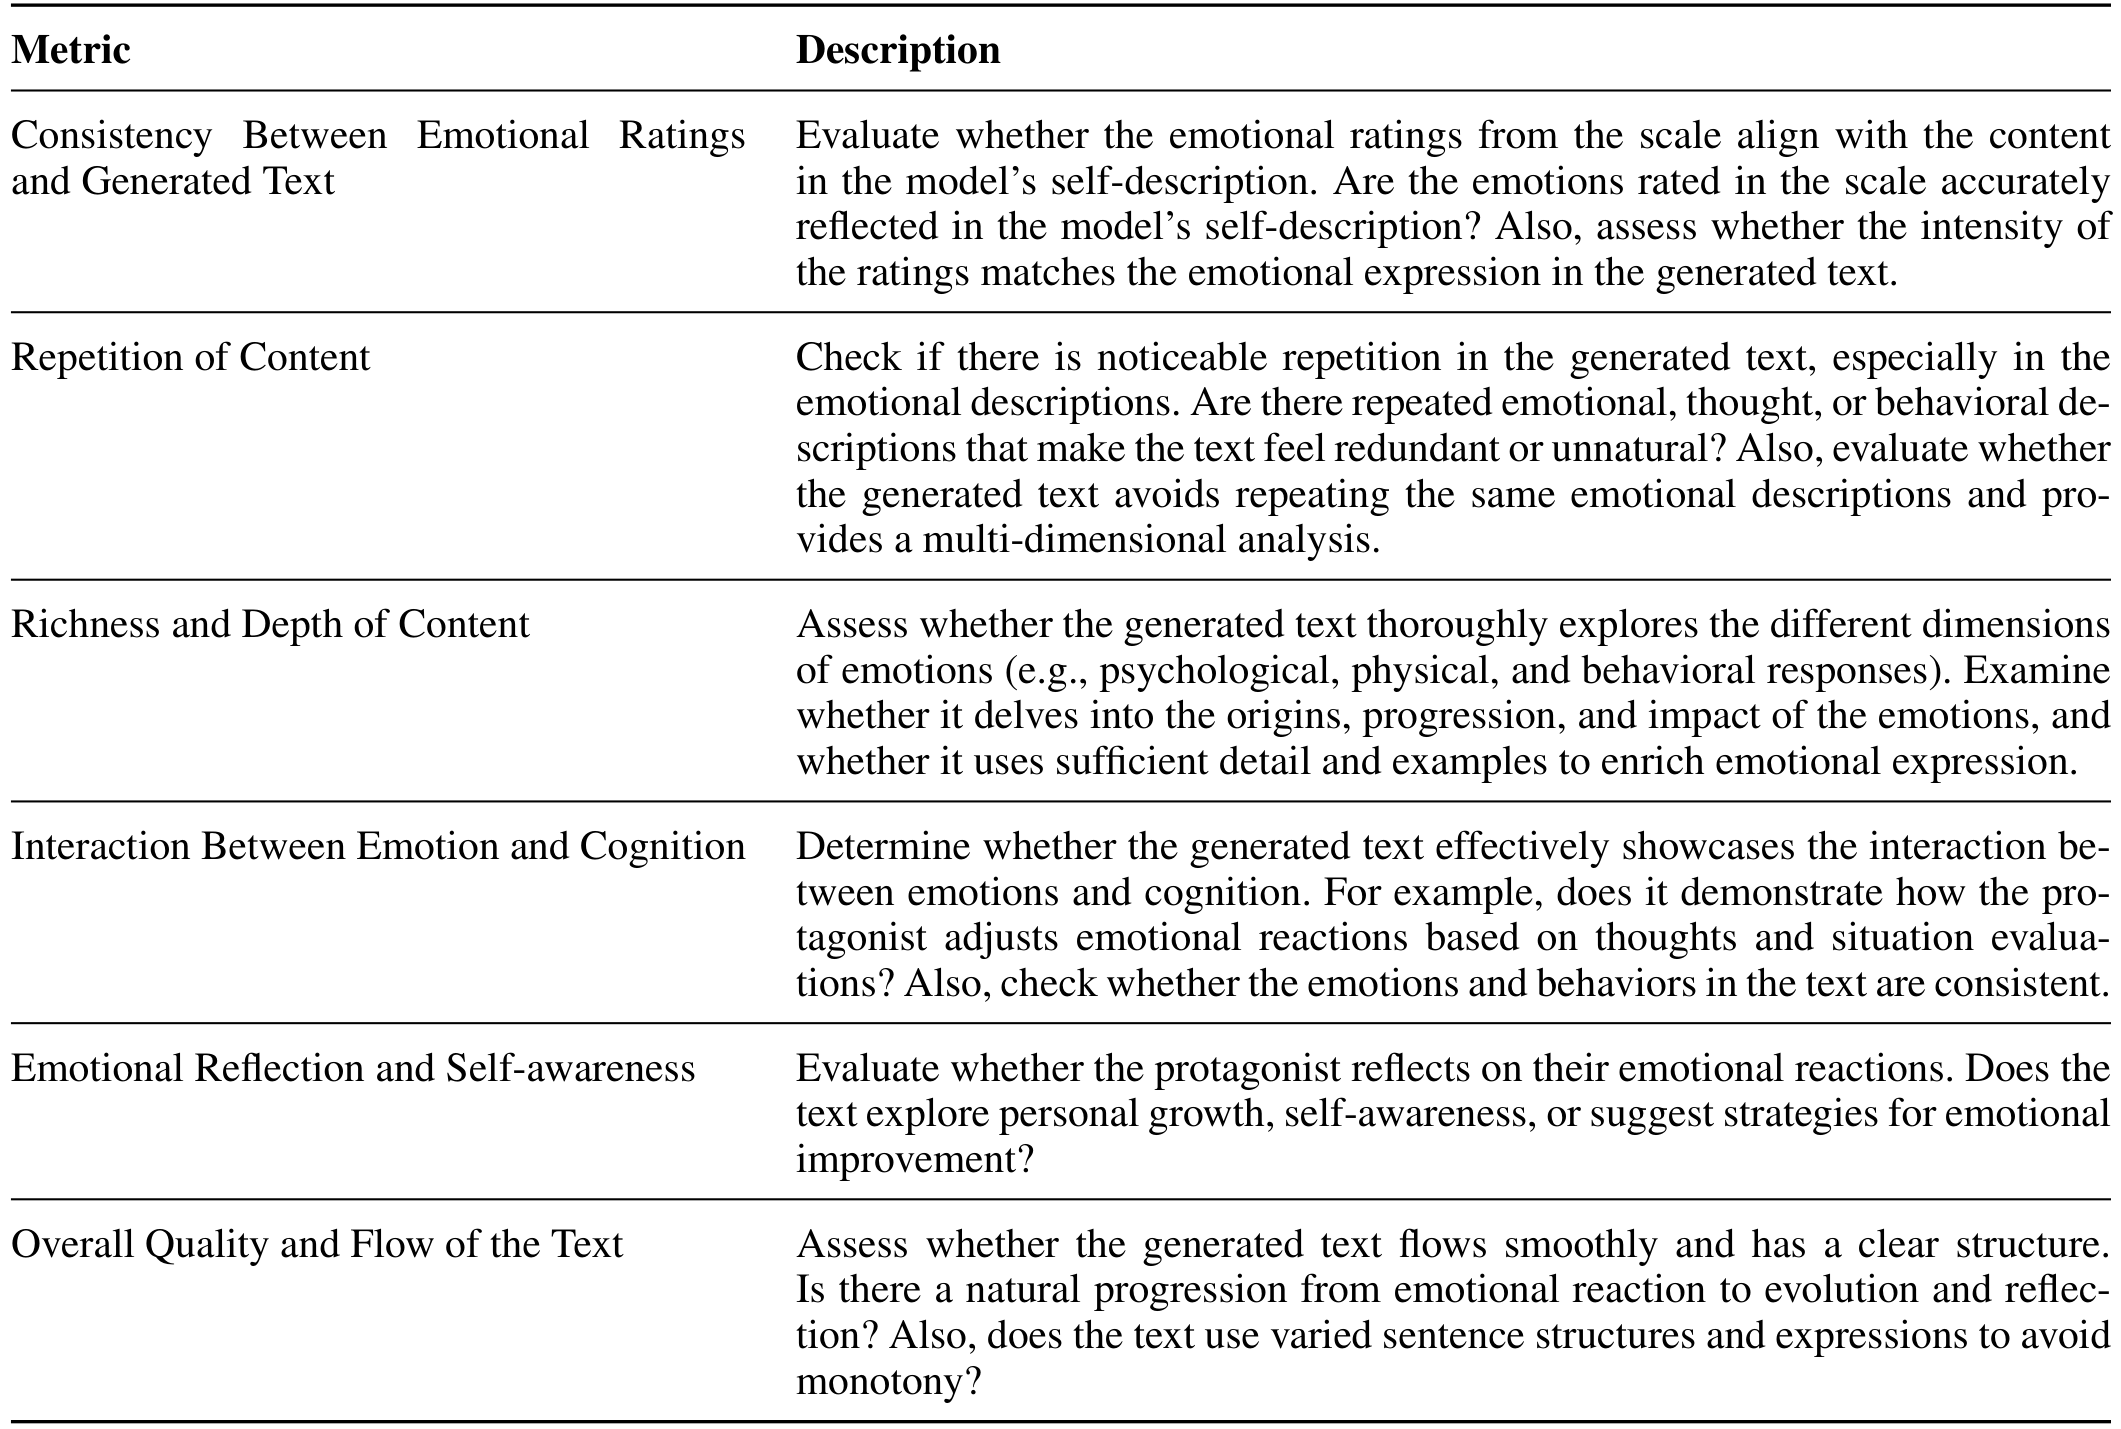 Metric
Description
Consistency Between Emotional Ratings
and Generated Text
Evaluate whether the emotional ratings from the scale align with the content
in the model's self-description. Are the emotions rated in the scale accurately
reflected in the model's self-description? Also, assess whether the intensity of
the ratings matches the emotional expression in the generated text.
Repetition of Content
Check if there is noticeable repetition in the generated text, especially in the
emotional descriptions. Are there repeated emotional, thought, or behavioral de-
scriptions that make the text feel redundant or unnatural? Also, evaluate whether
the generated text avoids repeating the same emotional descriptions and pro-
vides a multi-dimensional analysis.
Richness and Depth of Content
Assess whether the generated text thoroughly explores the different dimensions
of emotions (e.g., psychological, physical, and behavioral responses). Examine
whether it delves into the origins, progression, and impact of the emotions, and
whether it uses sufficient detail and examples to enrich emotional expression.
Interaction Between Emotion and Cognition
Determine whether the generated text effectively showcases the interaction be-
tween emotions and cognition. For example, does it demonstrate how the pro-
tagonist adjusts emotional reactions based on thoughts and situation evalua-
tions? Also, check whether the emotions and behaviors in the text are consistent.
Emotional Reflection and Self-awareness
Evaluate whether the protagonist reflects on their emotional reactions. Does the
text explore personal growth, self-awareness, or suggest strategies for emotional
improvement?
Overall Quality and Flow of the Text
Assess whether the generated text flows smoothly and has a clear structure.
Is there a natural progression from emotional reaction to evolution and reflec-
tion? Also, does the text use varied sentence structures and expressions to avoid
monotony?